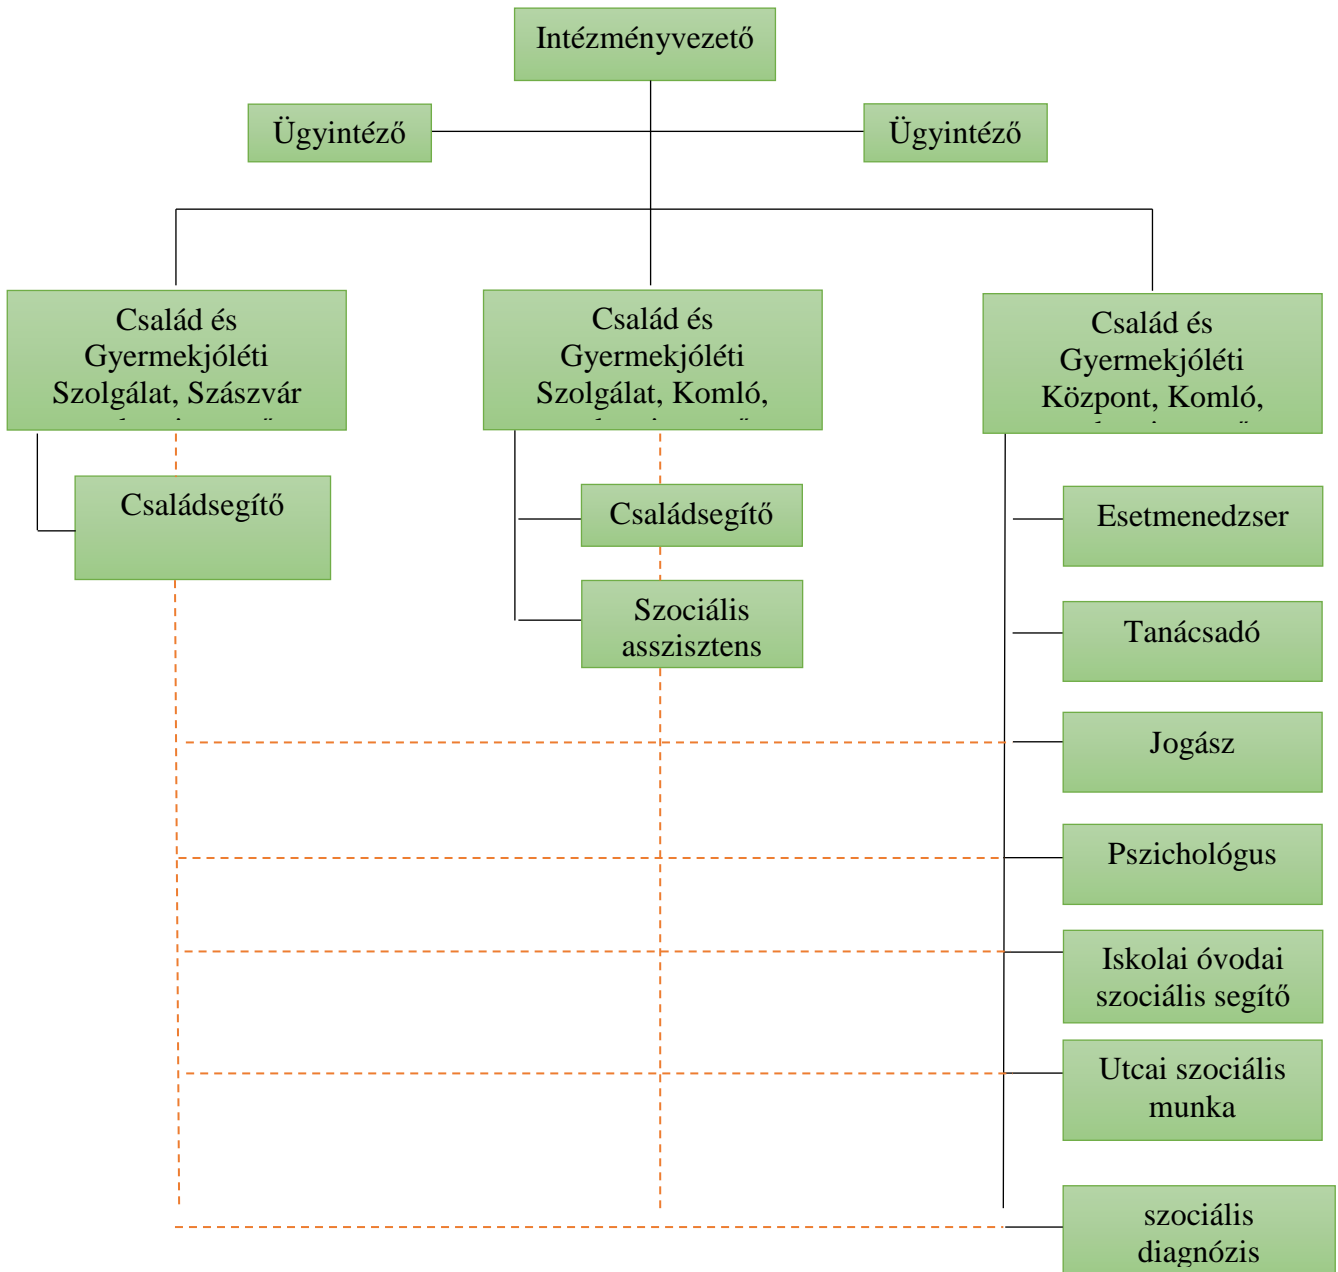 Intézményvezető
Ügyintéző
Ügyintéző
Család és
Gyermekjóléti
Szolgálat, Szászvár
Család és
Gyermekjóléti
Szolgálat, Komló,
Család és
Gyermekjóléti
Központ, Komló,
Családsegítő
Családsegítő
Szociális
asszisztens
Esetmenedzser
Tanácsadó
Jogász
Pszichológus
Iskolai óvodai
szociális segítő
Utcai szociális
munka
szociális
diagnózis